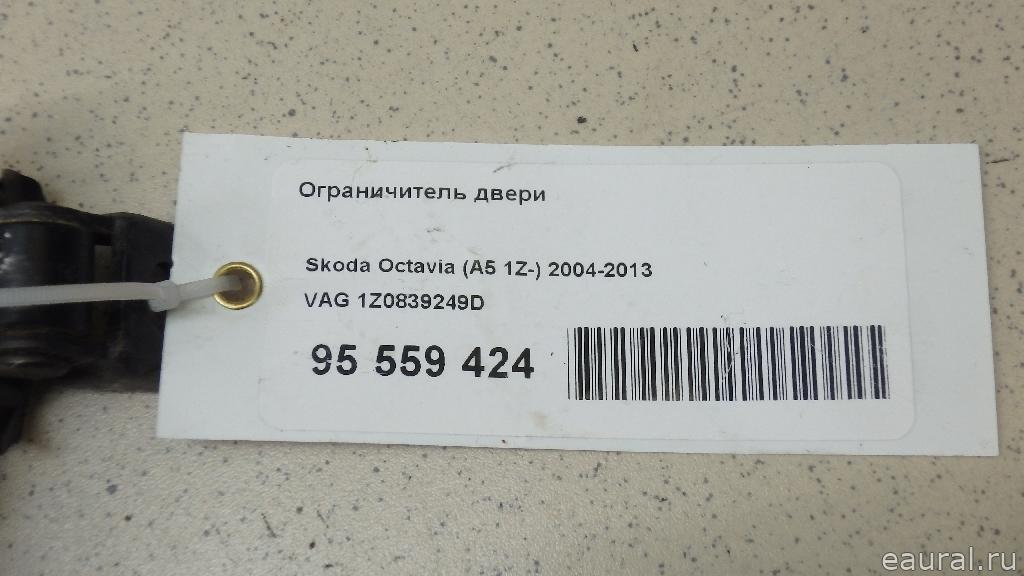 Ограничитель двери
Skoda Octavia (A5 1Z-) 2004-2013
VAG 1Z0839249D
95 559 424
eaural.ru